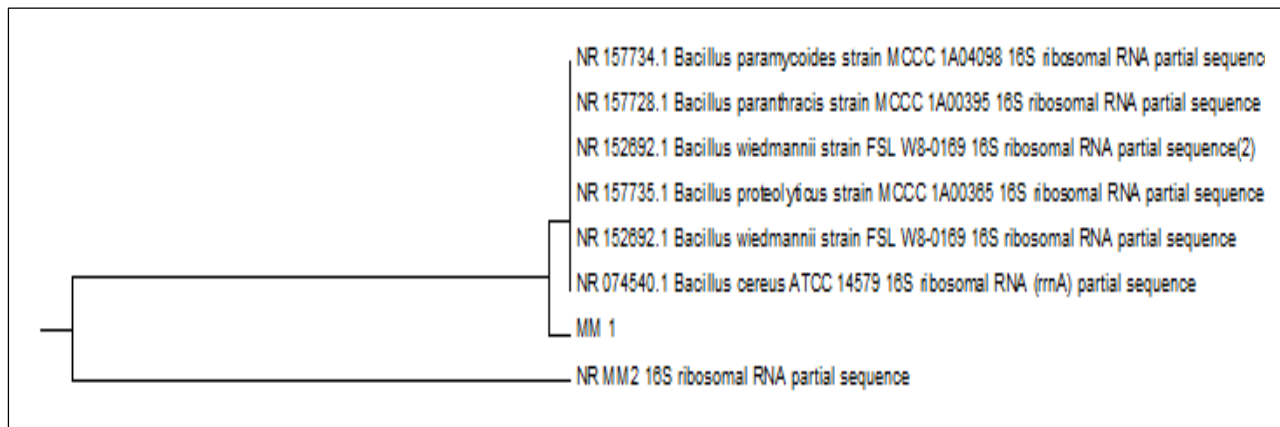 NR 157734.1 Bacillus paramycoides strain MCCC 1A04098 16S ribosomal RNA partial sequenc
NR 157728.1 Bacillus paranthracis strain MCCC 1A00395 16S ribosomal RNA partial sequence
NR 152692.1 Bacillus wiedmannii strain FSL W8-0169 16S ribosomal RNA partial sequence(2)
NR 157735.1 Bacillus proteolyticus strain MCCC 1A00365 16S ribosomal RNA partial sequence
NR 152692.1 Bacillus wiedmannii strain FSL W8-0169 16S ribosomal RNA partial sequence
NR 074540.1 Bacillus cereus ATCC 14579 16S ribosomal RNA (rrnA) partial sequence
MM 1
NR MM2 16S ribosomal RNA partial sequence